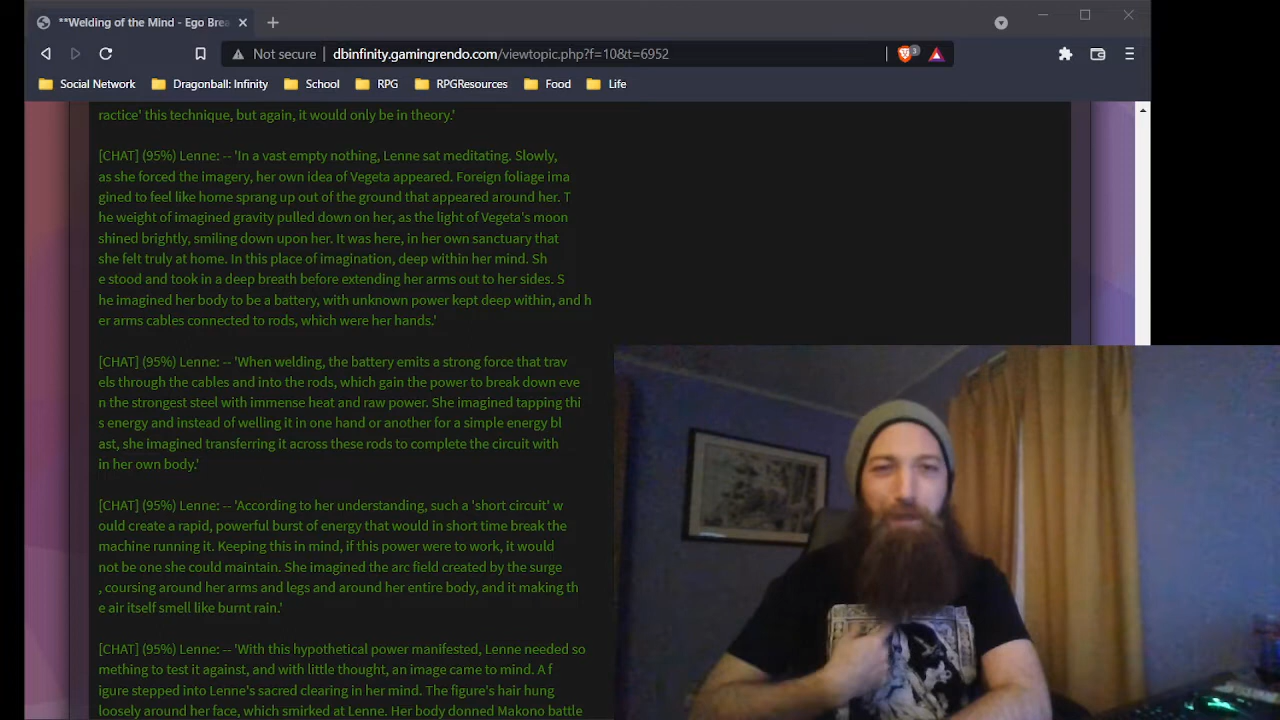 **Welding of the Mind - Ego Brea
Not secure | dbinfinity.gamingrendo.com/viewtopic.php?f=10&t=6952
3
Social Network Dragonball: Infinity School RPG RPGResources Food Life
ractice' this technique, but again, it would only be in theory.'
[CHAT] (95%) Lenne: -- 'In a vast empty nothing, Lenne sat meditating. Slowly,
as she forced the imagery, her own idea of Vegeta appeared. Foreign foliage ima
gined to feel like home sprang up out of the ground that appeared around her. T
he weight of imagined gravity pulled down on her, as the light of Vegeta's moon
shined brightly, smiling down upon her. It was here, in her own sanctuary that
she felt truly at home. In this place of imagination, deep within her mind. Sh
e stood and took in a deep breath before extending her arms out to her sides. S
he imagined her body to be a battery, with unknown power kept deep within, and h
er arms cables connected to rods, which were her hands.'
[CHAT] (95%) Lenne: -- 'When welding, the battery emits a strong force that trav
els through the cables and into the rods, which gain the power to break down eve
n the strongest steel with immense heat and raw power. She imagined tapping thi
s energy and instead of welling it in one hand or another for a simple energy bl
ast, she imagined transferring it across these rods to complete the circuit with
in her own body.'
[CHAT] (95%) Lenne: -- 'According to her understanding, such a 'short circuit' w
ould create a rapid, powerful burst of energy that would in short time break the
machine running it. Keeping this in mind, if this power were to work, it would
not be one she could maintain. She imagined the arc field created by the surge
, coursing around her arms and legs and around her entire body, and it making th
e air itself smell like burnt rain.'
[CHAT] (95%) Lenne: -- 'With this hypothetical power manifested, Lenne needed so
mething to test it against, and with little thought, an image came to mind. A f
igure stepped into Lenne's sacred clearing in her mind. The figure's hair hung
loosely around her face, which smirked at Lenne. Her body donned Makono battle